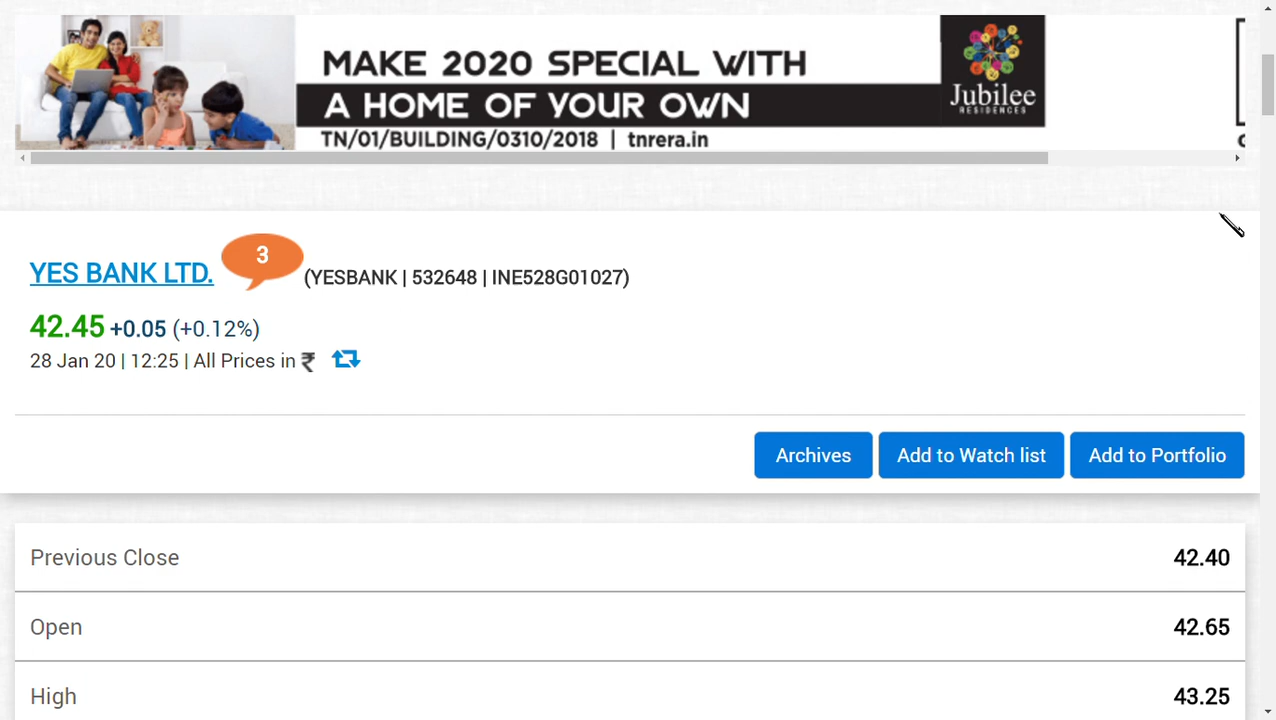 MAKE 2020 SPECIAL WITH
A HOME OF YOUR OWN
TN/01/BUILDING/0310/2018 | tnrera.in
Jubilee
RESIDENCES
YES BANK LTD. 3 (YESBANK | 532648 | INE528G01027)
42.45 +0.05 (+0.12%)
28 Jan 20 | 12:25 | All Prices in ₹
Archives Add to Watch list Add to Portfolio
Previous Close 42.40
Open 42.65
High 43.25